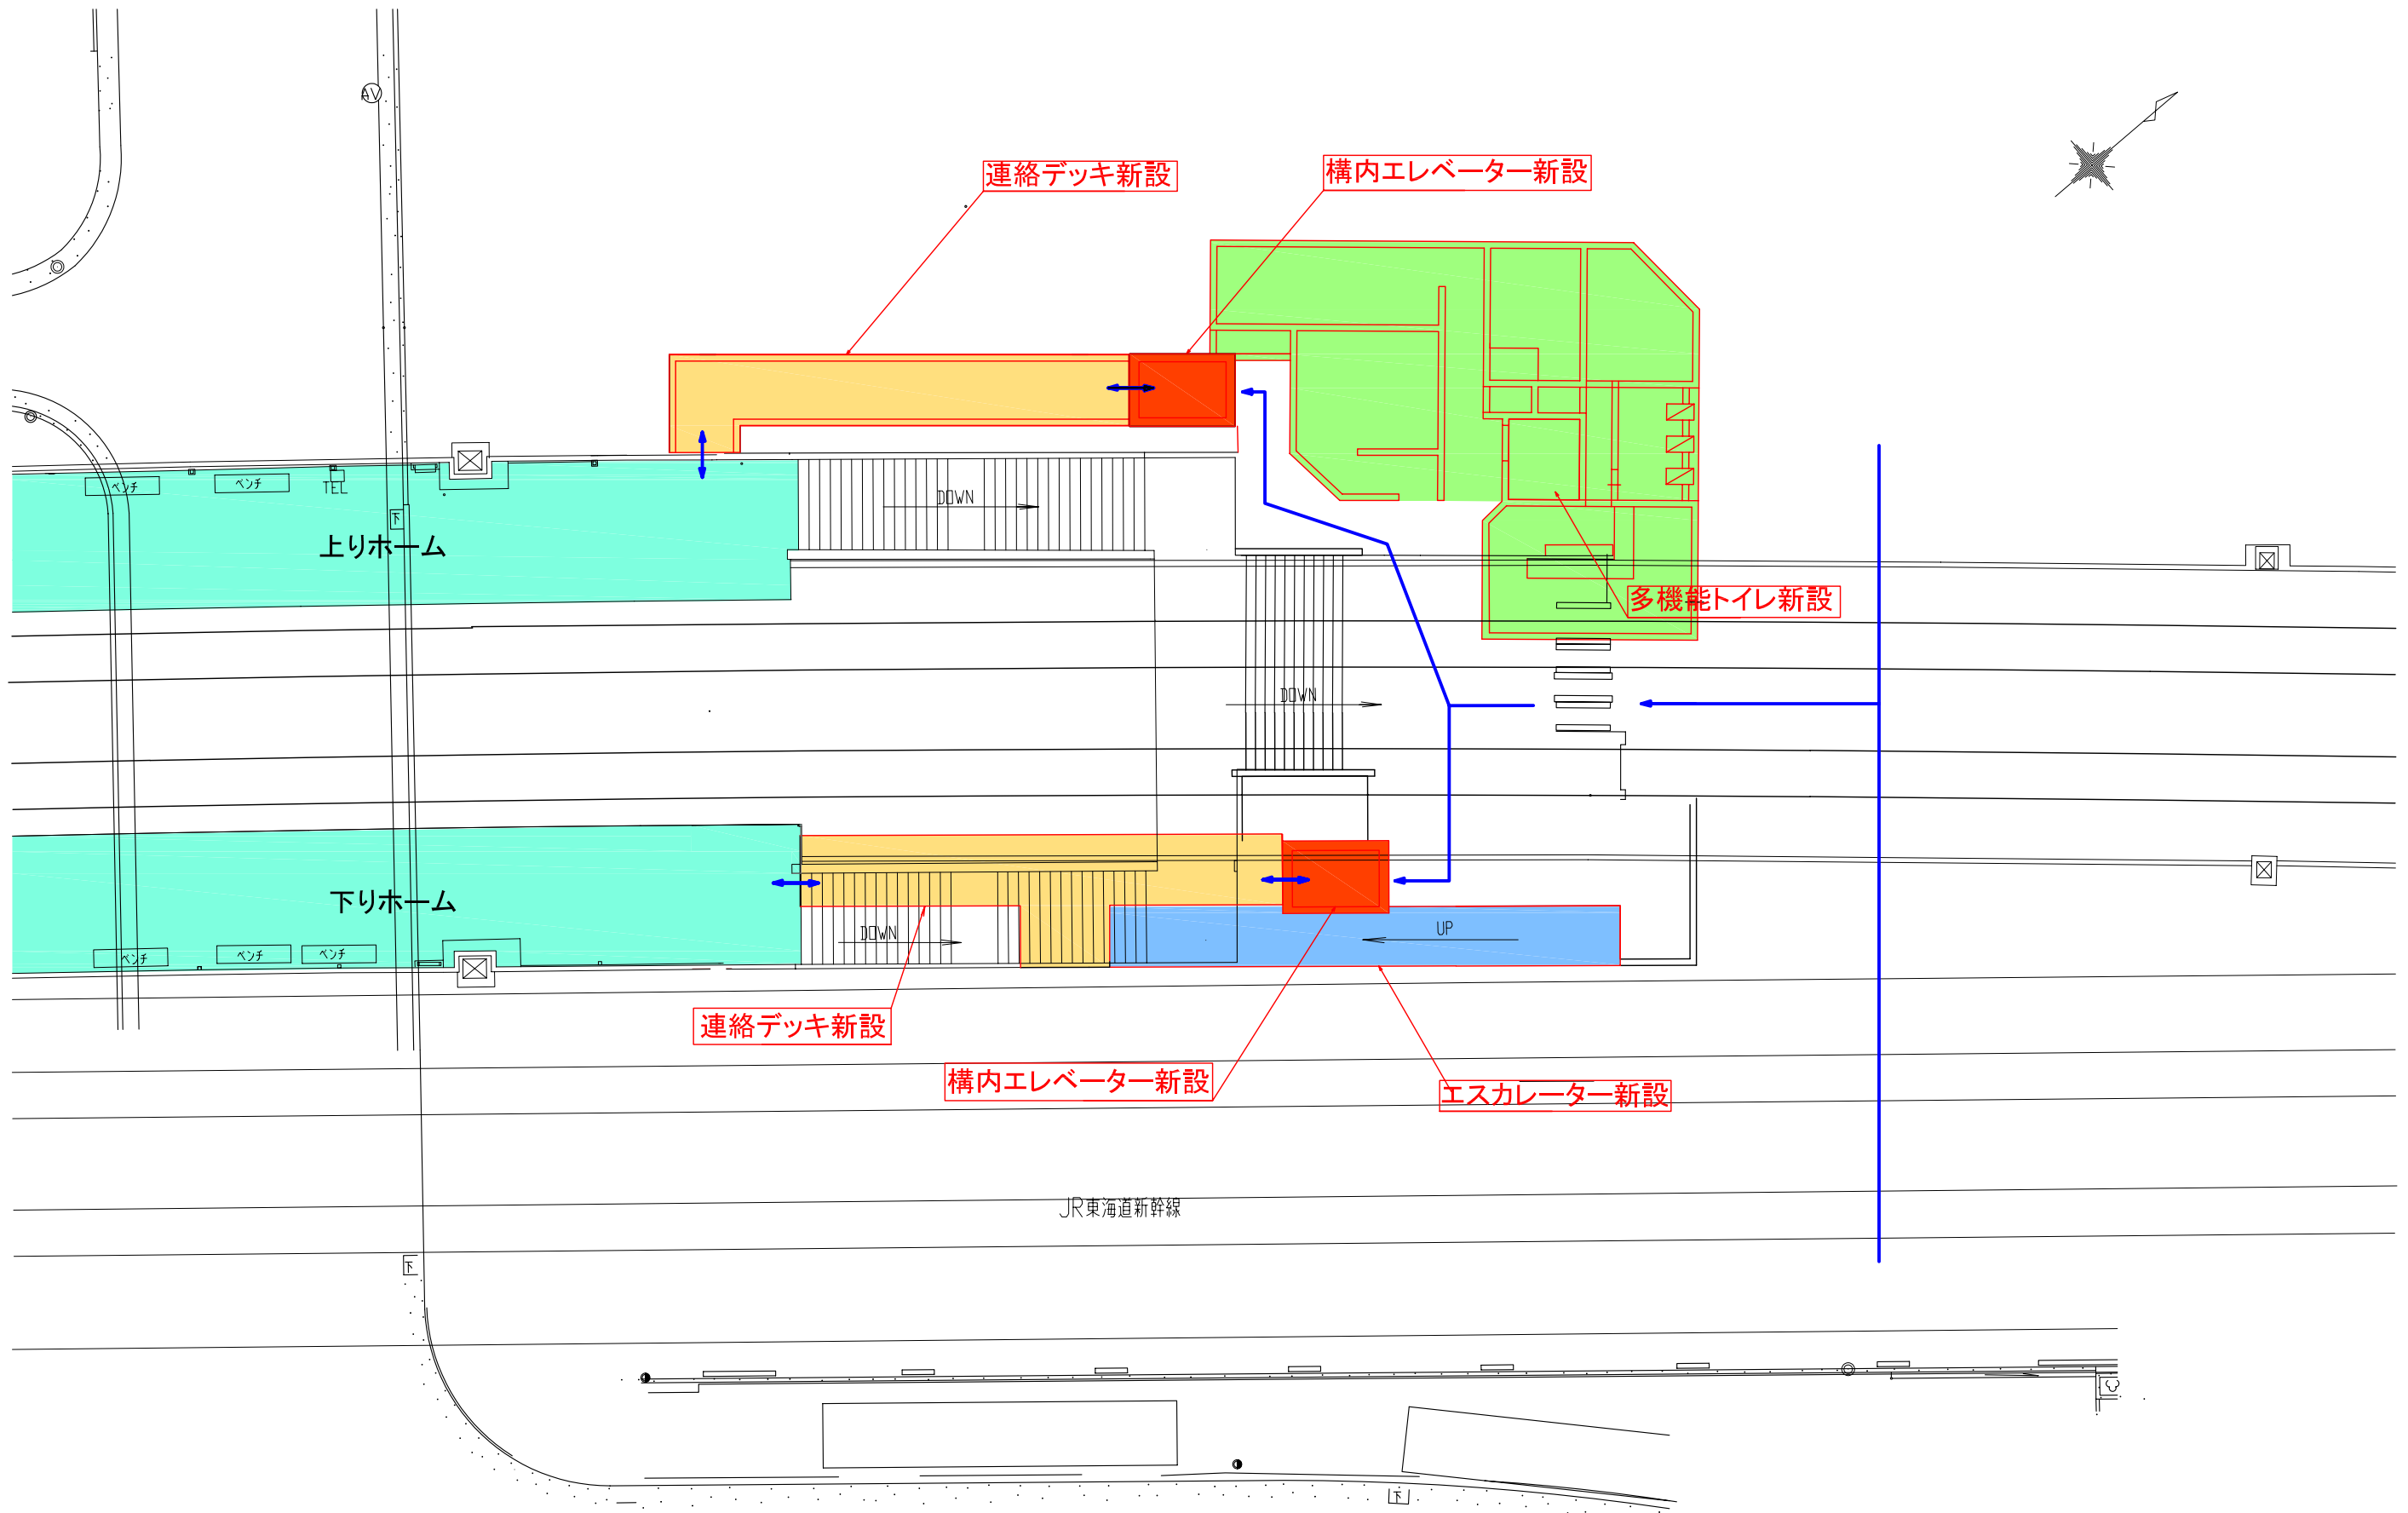 AV
連絡デッキ新設
構内エレベーター新設
ベンチ
ベンチ
TEL
DOWN
下
上りホーム
多機能トイレ新設
DOWN
下りホーム
DOWN
UP
ベンチ
ベンチ
ベンチ
連絡デッキ新設
構内エレベーター新設
エスカレーター新設
JR東海道新幹線
下
下